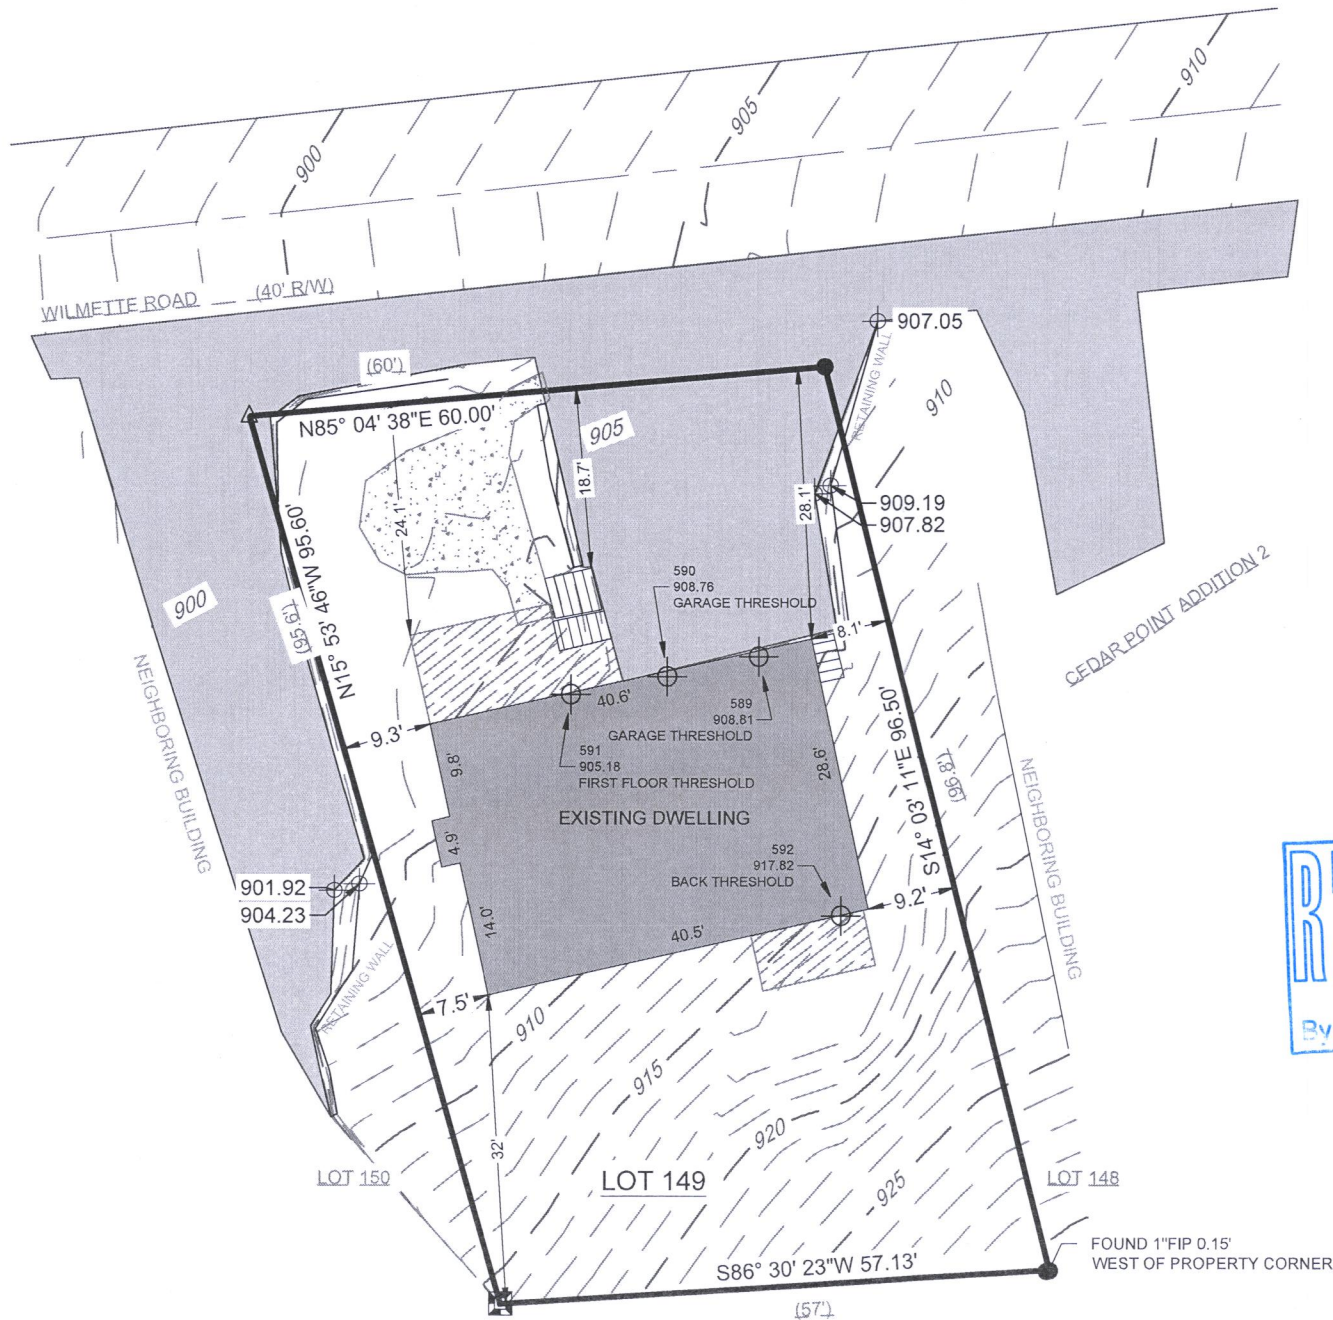 910
905
900
WILMETTE ROAD (40' R/W)
907.05
(60')
RETAINING WALL
910
N85° 04' 38"E 60.00'
905
18.7'
28.1'
24.1'
909.19
907.82
590
908.76
GARAGE THRESHOLD
CEDAR POINT ADDITION 2
900
N15° 53' 46"W 95.60'
(95.6')
8.1'
NEIGHBORING BUILDING
40.6'
589
908.81
GARAGE THRESHOLD
9.3'
591
905.18
FIRST FLOOR THRESHOLD
9.8'
28.6'
S14° 03' 11"E 96.50'
(96.8')
NEIGHBORING BUILDING
EXISTING DWELLING
4.9'
592
917.82
BACK THRESHOLD
901.92
904.23
9.2'
14.0'
40.5'
RETAINING WALL
7.5'
910
By
915
920
32'
LOT 150
LOT 149
925
LOT 148
FOUND 1"FIP 0.15'
WEST OF PROPERTY CORNER
S86° 30' 23"W 57.13'
(57')